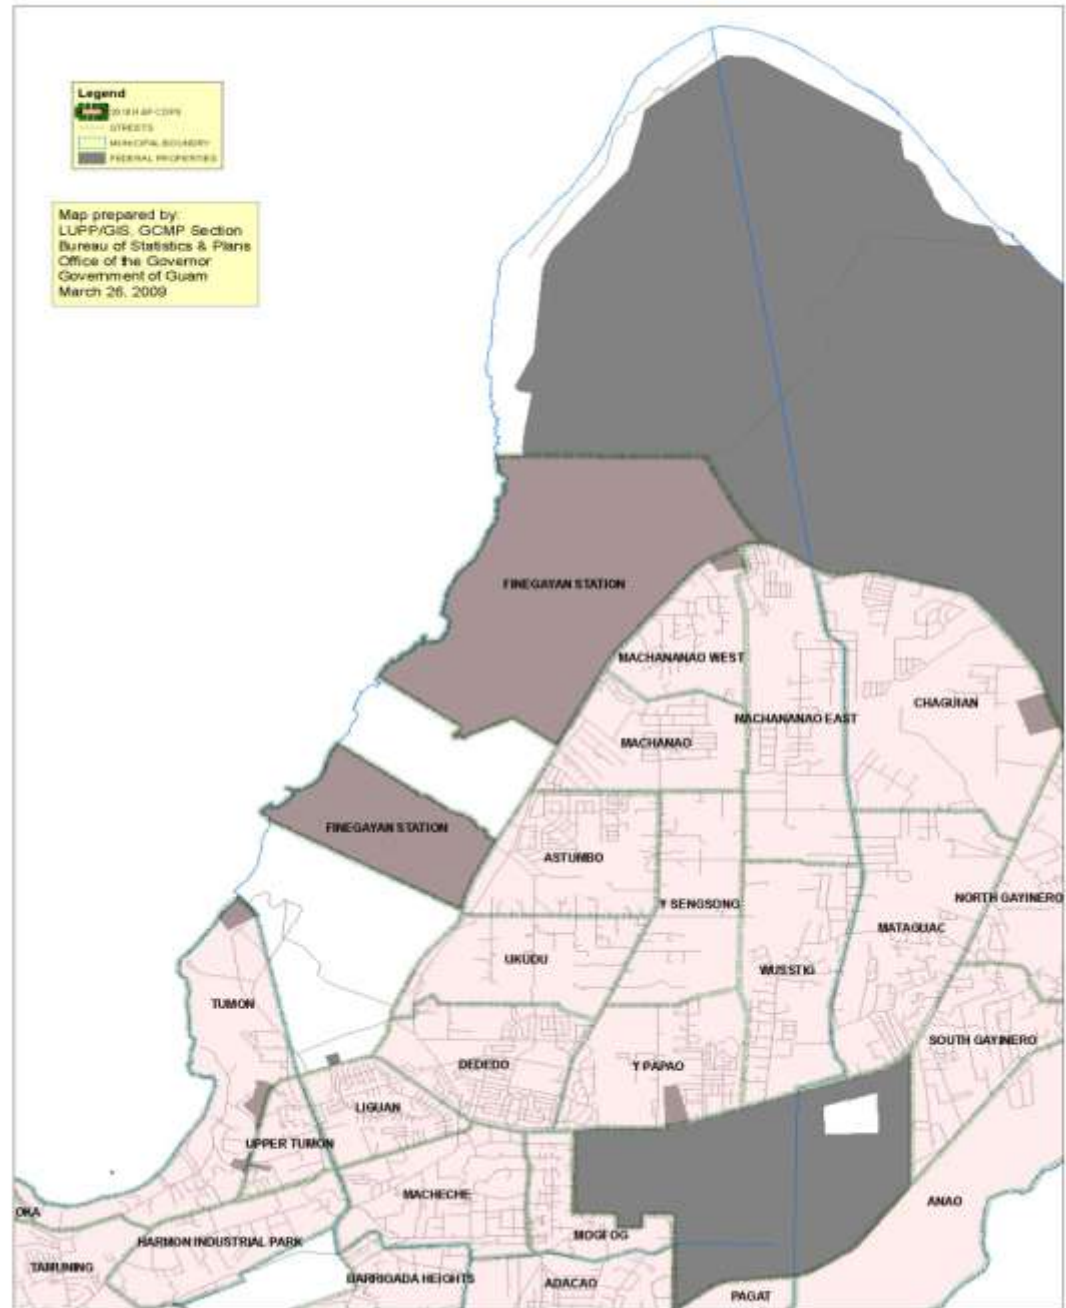 Legend
STREETS
MUNICIPAL BOUNDRY
FEDERAL PROPERTIES
Map prepared by:
LUPP/GIS, GCMP Section
Bureau of Statistics & Plans
Office of the Governor
Government of Guam
March 26, 2009
FINEGAYAN STATION
MACHANANAO WEST
CHAGUIAN
MACHANANAO EAST
MACHANAO
FINEGAYAN STATION
ASTUMBO
NORTH GAYINERO
Y SENGSONG
MATAGUAC
UKUDU
WUSSTIG
TUMON
SOUTH GAYINERO
DEDEDO
Y PAPAO
LIGUAN
UPPER TUMON
MACHECHE
ANAO
OKA
MOGFOG
HARMON INDUSTRIAL PARK
TAMUNING
BARRIGADA HEIGHTS
ADACAO
PAGAT